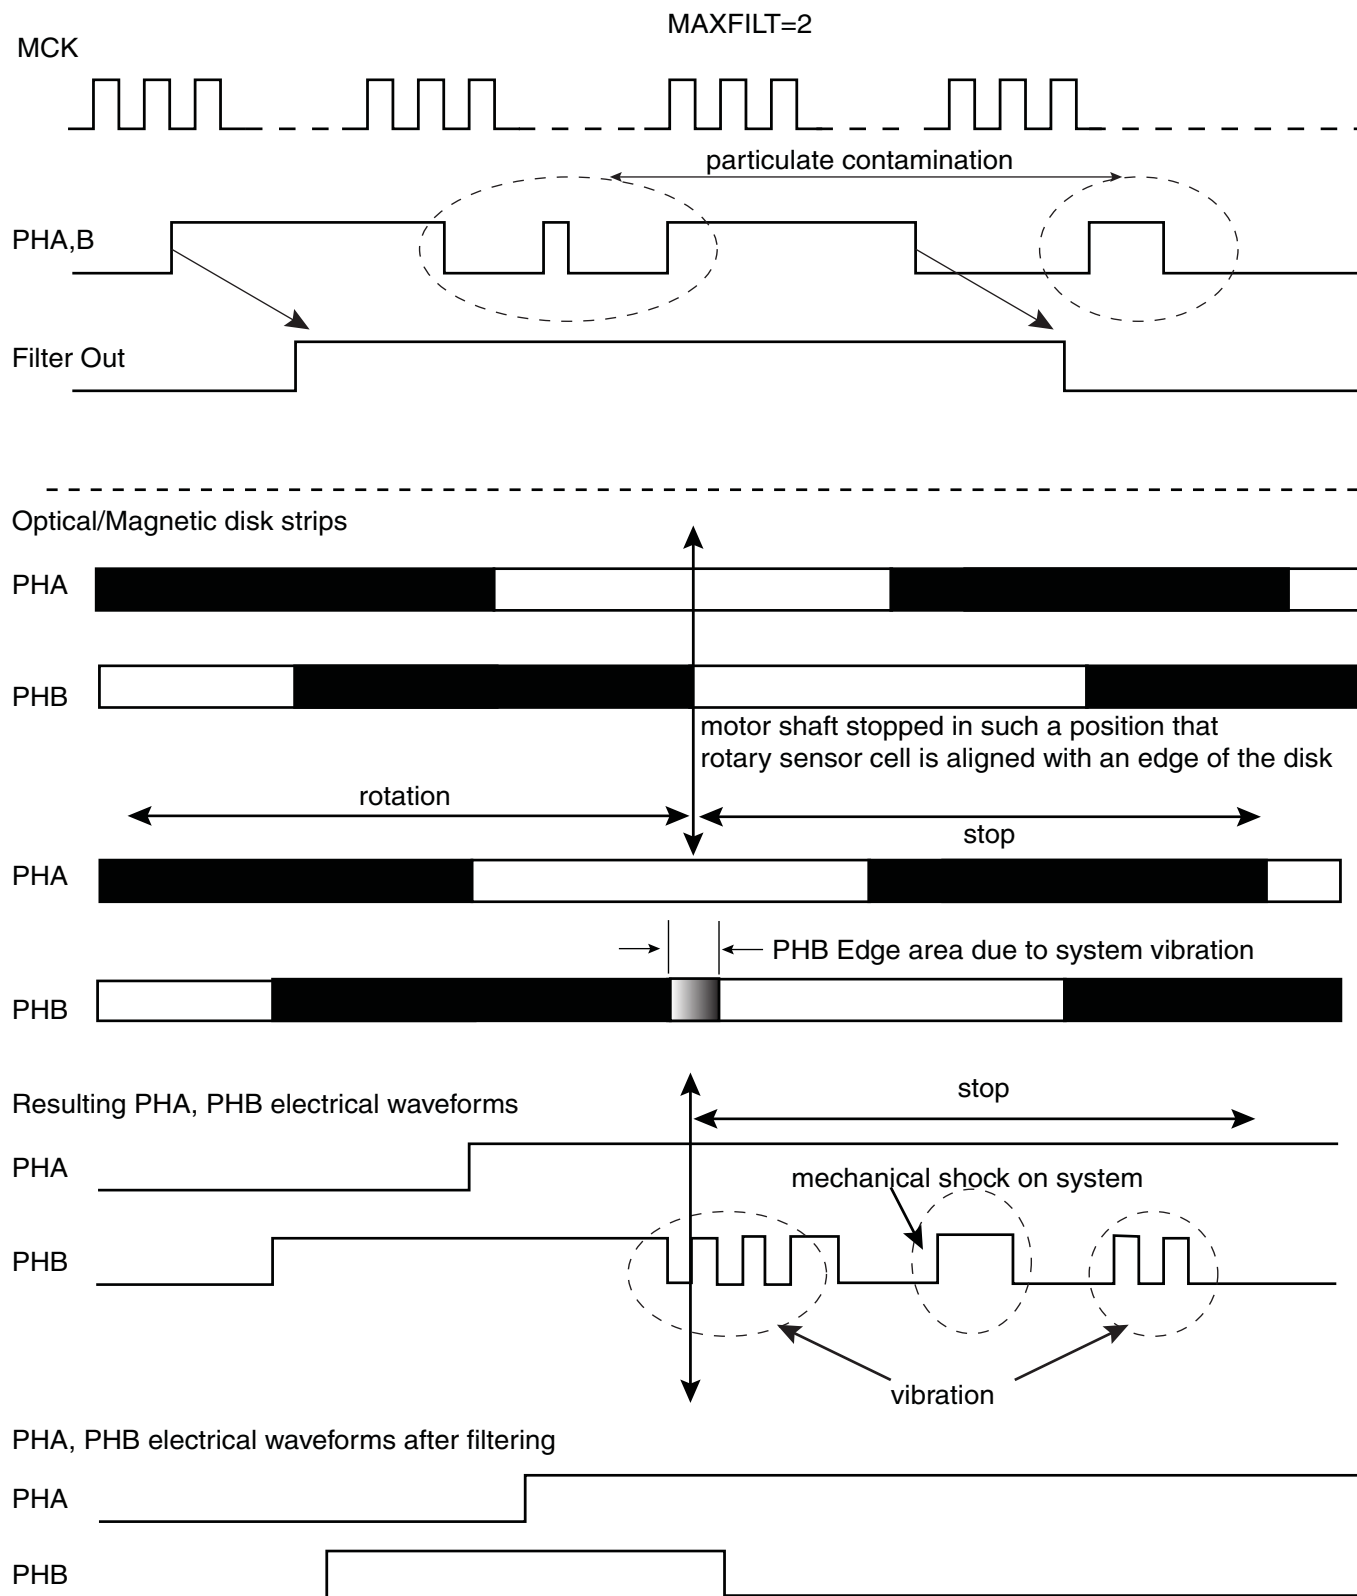 MAXFILT=2
MCK
particulate contamination
PHA,B
Filter Out
Optical/Magnetic disk strips
PHA
PHB
motor shaft stopped in such a position that
rotary sensor cell is aligned with an edge of the disk
rotation
stop
PHA
PHB Edge area due to system vibration
PHB
stop
Resulting PHA, PHB electrical waveforms
PHA
mechanical shock on system
PHB
vibration
PHA, PHB electrical waveforms after filtering
PHA
PHB